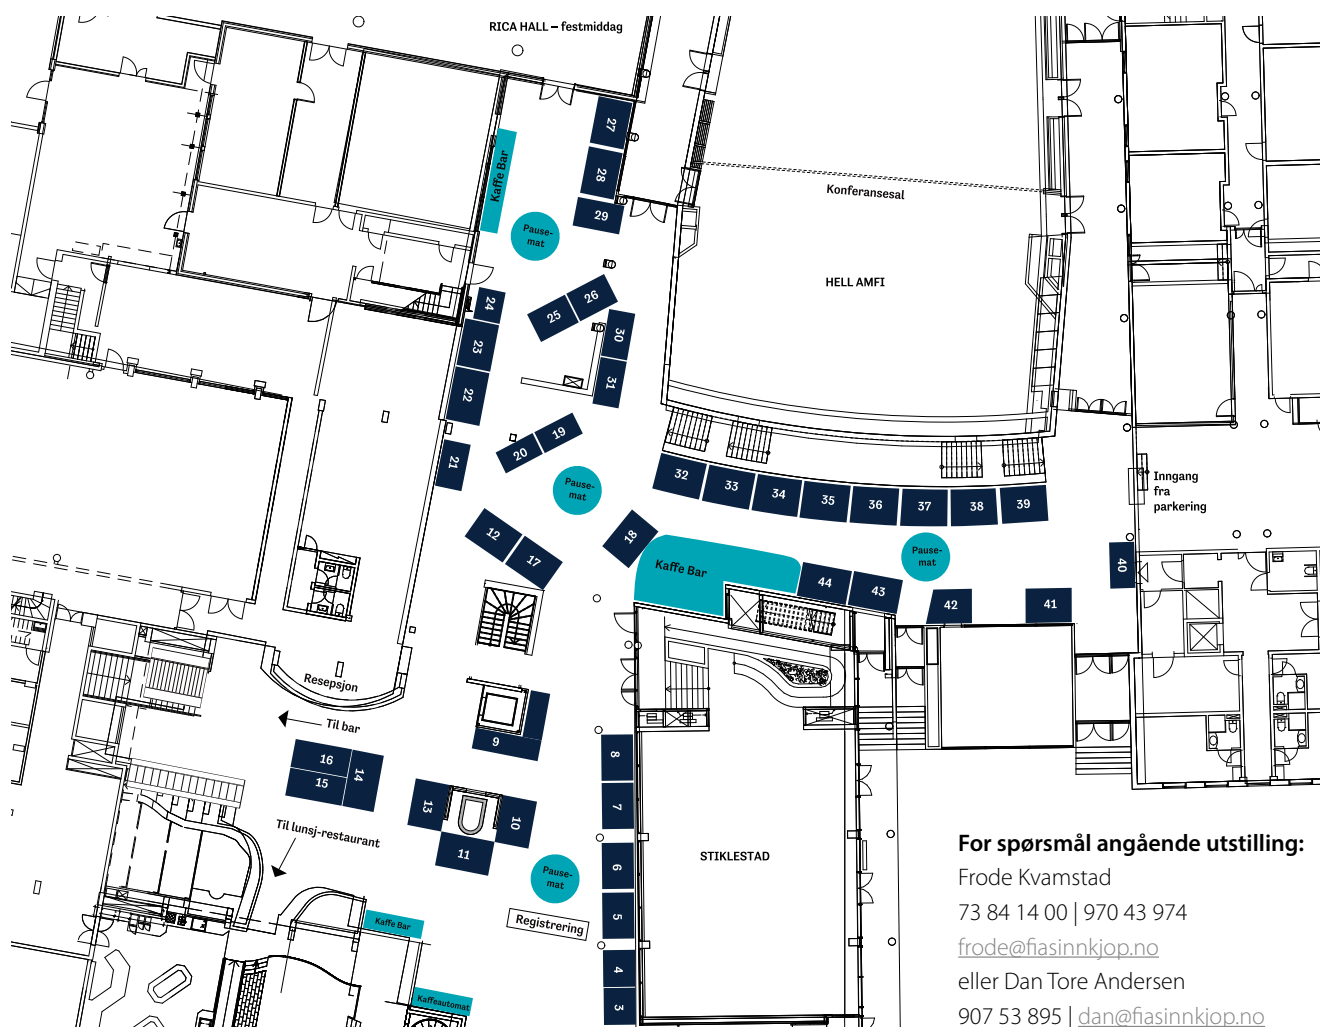 RICA HALL – festmiddag
27
Kaffe Bar
28
Konferansesal
29
Pause-
mat
HELL AMFI
24
25
26
30
23
31
22
19
20
21
32
33
34
35
36
37
38
39
Pause-
mat
Inngang
fra
parkering
12
17
18
Kaffe Bar
44
43
Pause-
mat
40
42
41
Resepsjon
Til bar
9
16
15
14
8
13
10
7
11
Til lunsj-restaurant
6
STIKLESTAD
Pause-
mat
5
Registrering
Kaffe Bar
4
Kaffeautomat
3
For spørsmål angående utstilling:
Frode Kvamstad
73 84 14 00 | 970 43 974
frode@fiasinnkjop.no
eller Dan Tore Andersen
907 53 895 | dan@fiasinnkjop.no